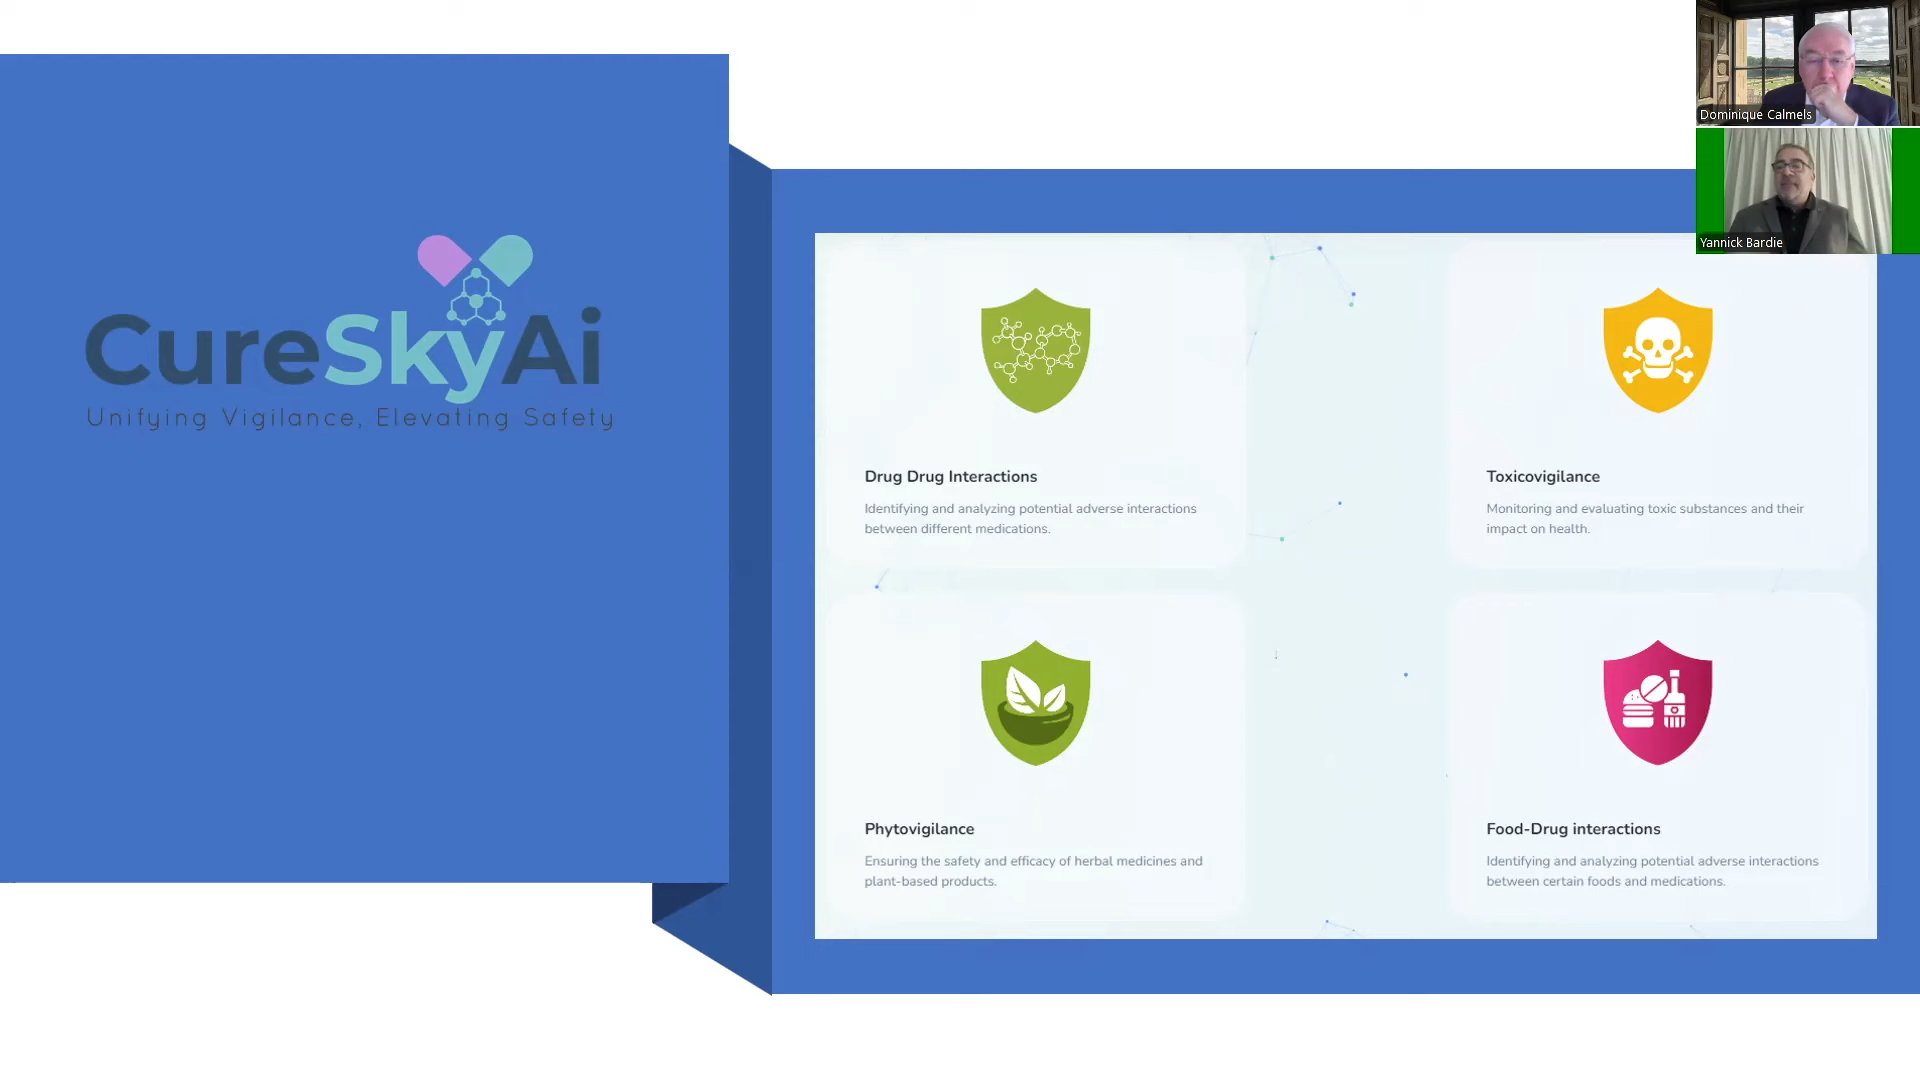 CureSkyAi
Unifying Vigilance, Elevating Safety
Drug Drug Interactions
Identifying and analyzing potential adverse interactions
between different medications.
Toxicovigilance
Monitoring and evaluating toxic substances and their
impact on health.
Phytovigilance
Ensuring the safety and efficacy of herbal medicines and
plant-based products.
Food-Drug interactions
Identifying and analyzing potential adverse interactions
between certain foods and medications.
Dominique Calmels
Yannick Bardie